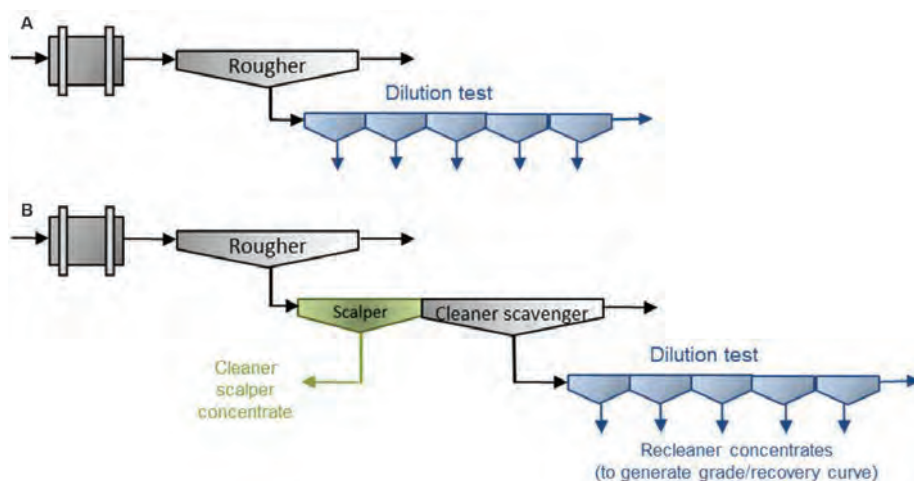 A
Rougher
Dilution test
B
Rougher
Scalper
Cleaner scavenger
Cleaner
scalper
concentrate
Dilution test
Recleaner concentrates
(to generate grade/recovery curve)